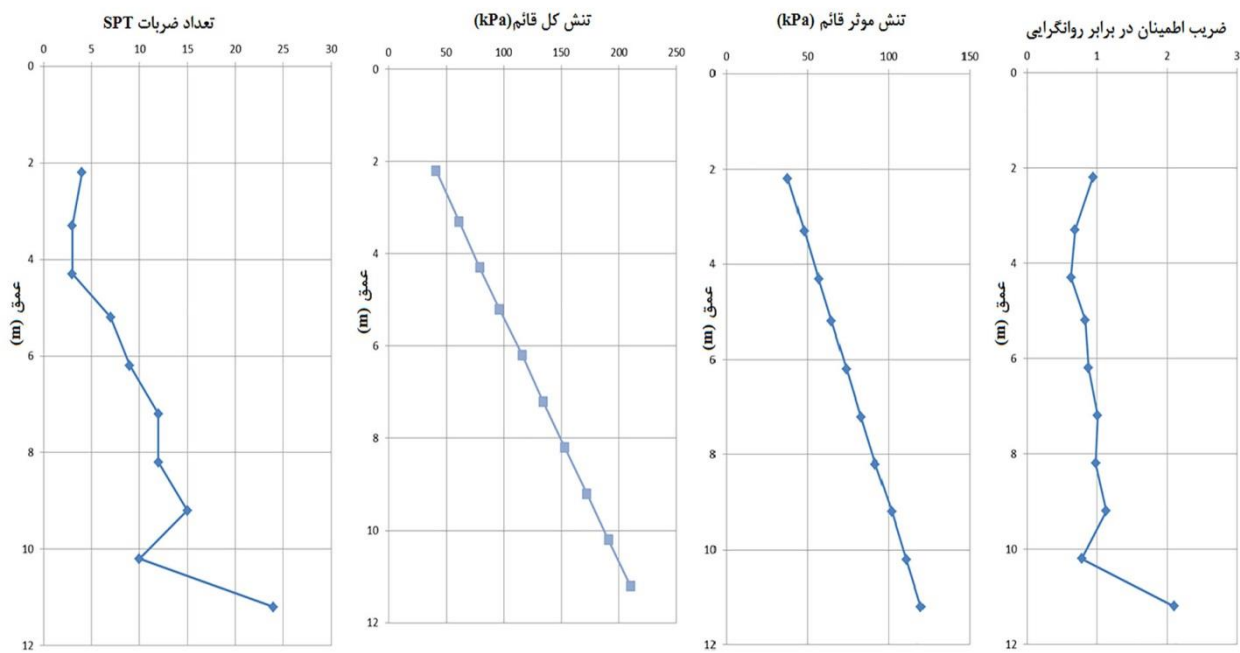 تعداد ضربات SPT
0 5 10 15 20 25 30
0
2
4
6
8
10
12
عمق (m)
تنش کل قائم(kPa)
0 50 100 150 200 250
0
2
4
6
8
10
12
عمق (m)
تنش موثر قائم (kPa)
0 50 100 150
0
2
4
6
8
10
12
عمق (m)
ضریب اطمینان در برابر روانگرایی
0 1 2 3
0
2
4
6
8
10
12
عمق (m)